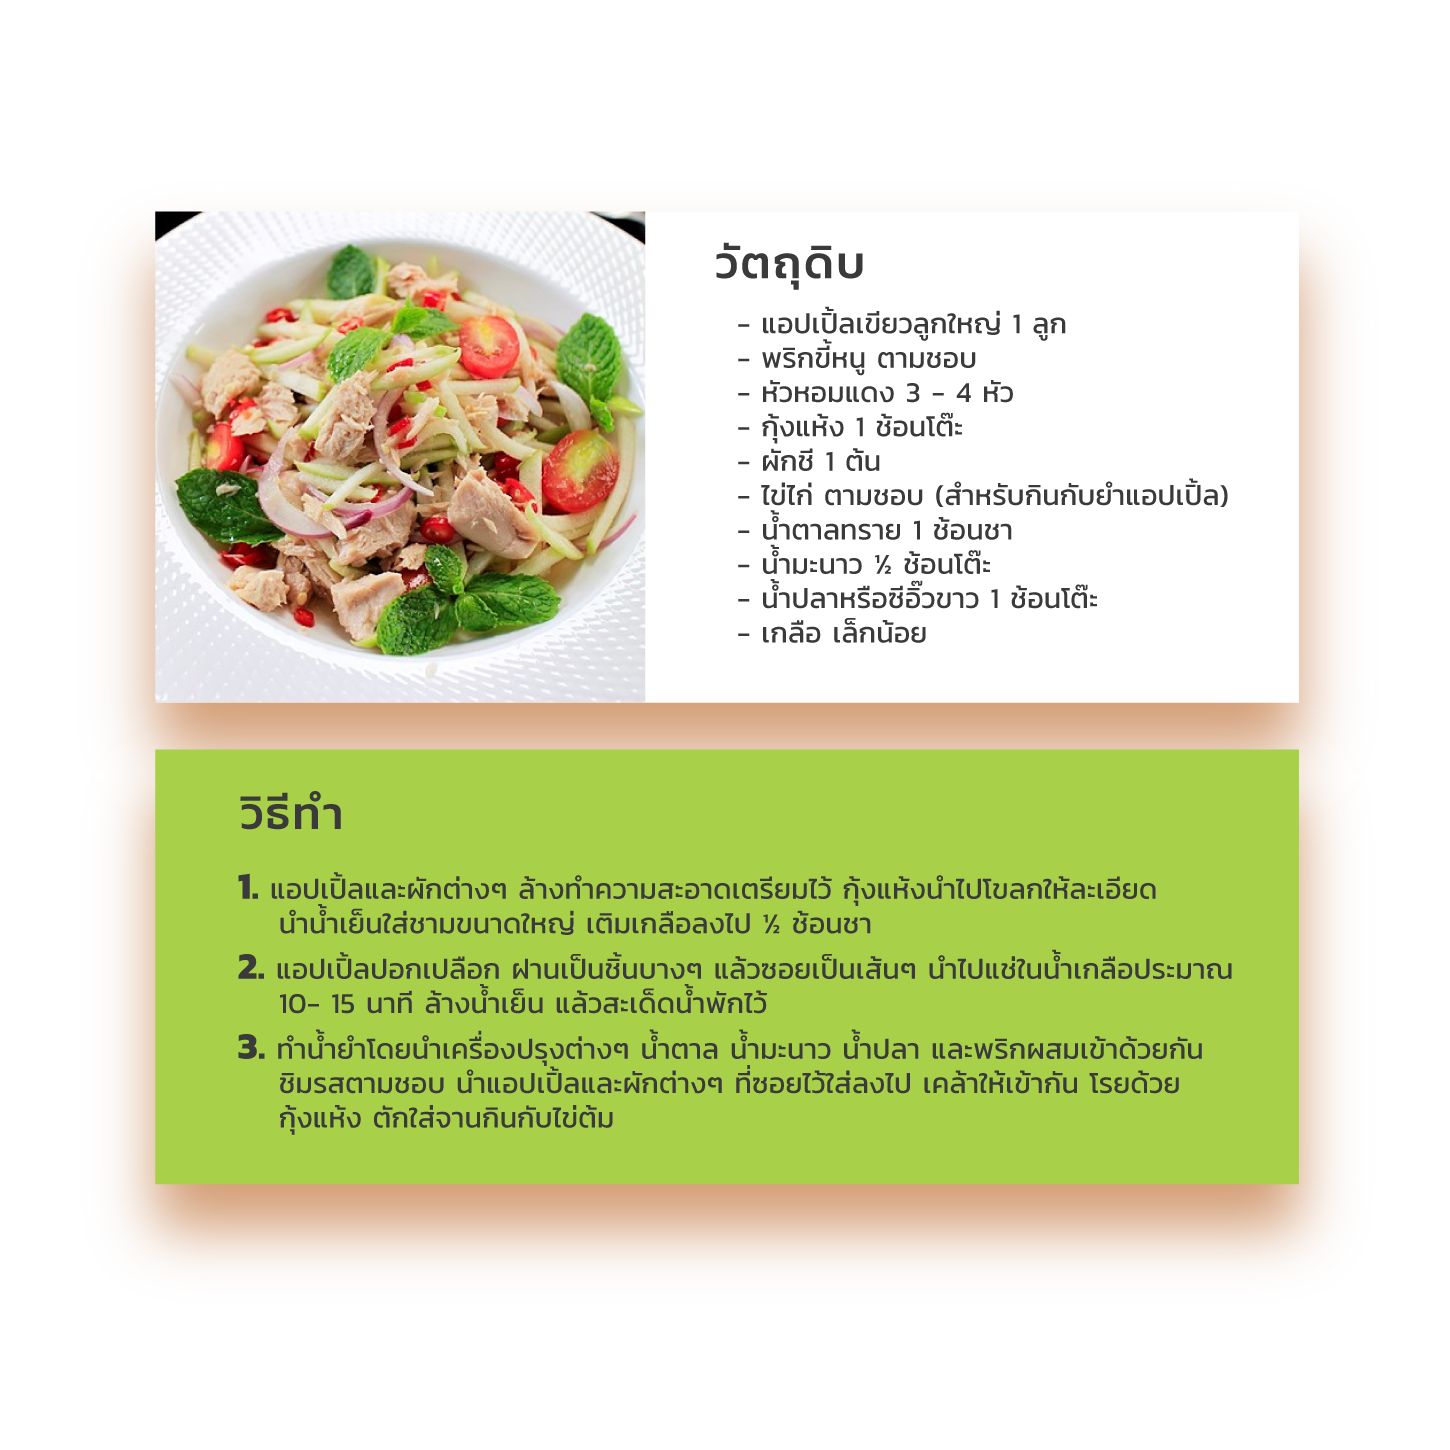 วัตถุดิบ
- แอปเปิ้ลเขียวลูกใหญ่ 1 ลูก
- พริกขี้หนู ตามชอบ
- หัวหอมแดง 3 - 4 หัว
- กุ้งแห้ง 1 ช้อนโต๊ะ
- ผักชี 1 ต้น
- ไข่ไก่ ตามชอบ (สำหรับกินกับยำแอปเปิ้ล)
- น้ำตาลทราย 1 ช้อนชา
- น้ำมะนาว ½ ช้อนโต๊ะ
- น้ำปลาหรือซีอิ๊วขาว 1 ช้อนโต๊ะ
- เกลือ เล็กน้อย
วิธีทำ
1. แอปเปิ้ลและผักต่างๆ ล้างทำความสะอาดเตรียมไว้ กุ้งแห้งนำไปโขลกให้ละเอียด
นำน้ำเย็นใส่ชามขนาดใหญ่ เติมเกลือลงไป ½ ช้อนชา
2. แอปเปิ้ลปอกเปลือก ฝานเป็นชิ้นบางๆ แล้วซอยเป็นเส้นๆ นำไปแช่ในน้ำเกลือประมาณ
10- 15 นาที ล้างน้ำเย็น แล้วสะเด็ดน้ำพักไว้
3. ทำน้ำยำโดยนำเครื่องปรุงต่างๆ น้ำตาล น้ำมะนาว น้ำปลา และพริกผสมเข้าด้วยกัน
ชิมรสตามชอบ นำแอปเปิ้ลและผักต่างๆ ที่ซอยไว้ใส่ลงไป เคล้าให้เข้ากัน โรยด้วย
กุ้งแห้ง ตักใส่จานกินกับไข่ต้ม